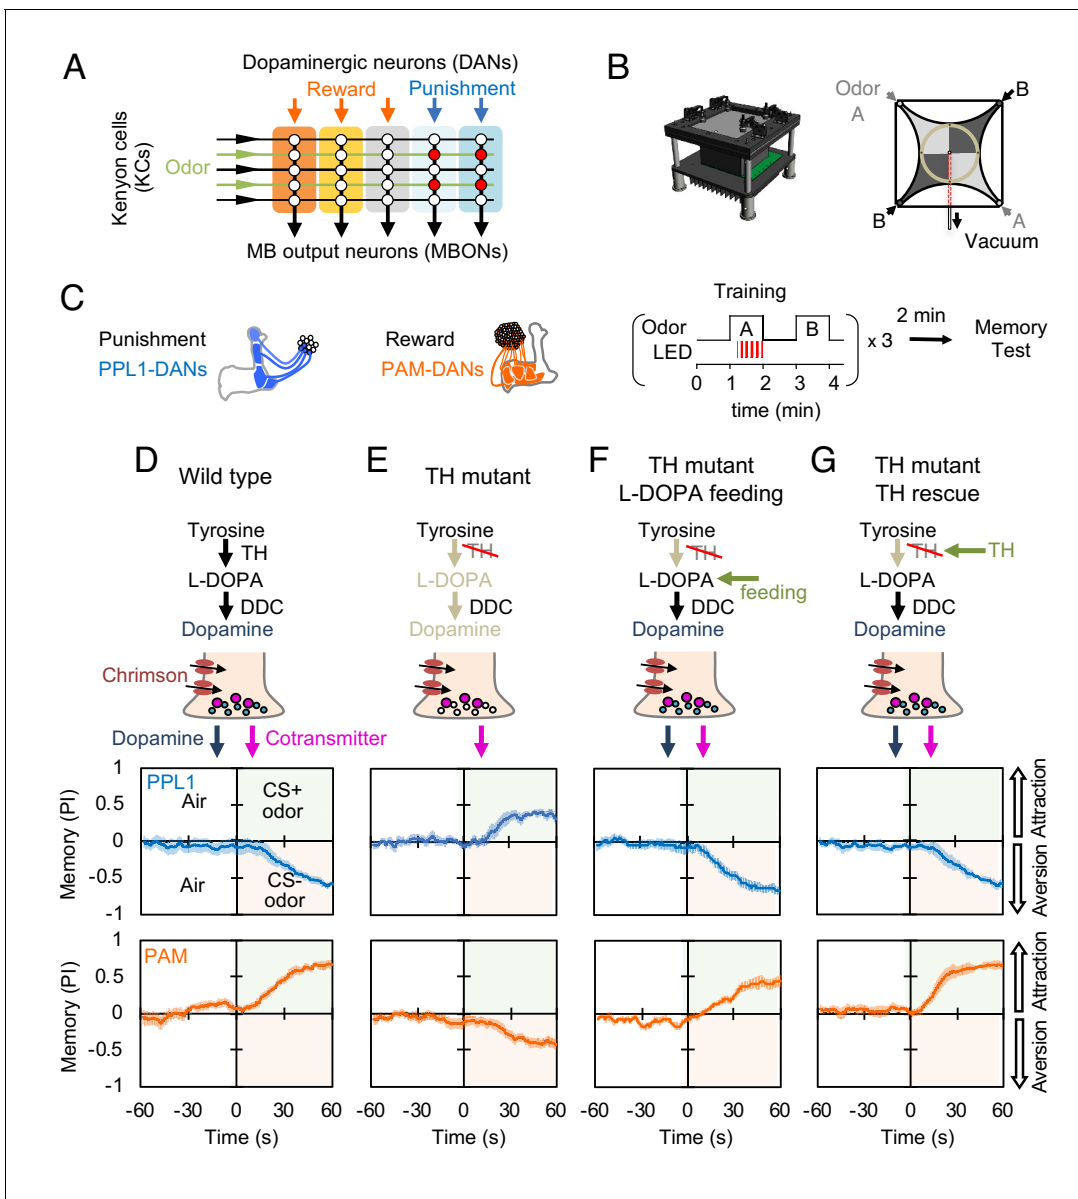 A
Dopaminergic neurons (DANs)
Reward
Punishment
Kenyon cells
(KCs)
Odor
MB output neurons (MBONs)
B
Odor
A
B
B
A
Vacuum
C
Punishment
PPL1-DANs
Reward
PAM-DANs
Training
Odor
LED
A
B
0 1 2 3 4
time (min)
x 3
2 min
Memory
Test
D
Wild type
Tyrosine
TH
L-DOPA
DDC
Dopamine
Chrimson
Dopamine
Cotransmitter
E
TH mutant
Tyrosine
TH
L-DOPA
DDC
Dopamine
F
TH mutant
L-DOPA feeding
Tyrosine
TH
L-DOPA
feeding
DDC
Dopamine
G
TH mutant
TH rescue
Tyrosine
TH
TH
L-DOPA
DDC
Dopamine
Memory (PI)
1
0.5
0
-0.5
-1
PPL1
Air
CS+
odor
Air
CS-
odor
Attraction
Aversion
Memory (PI)
1
0.5
0
-0.5
-1
PAM
Attraction
Aversion
-60 -30 0 30 60
Time (s)
-60 -30 0 30 60
Time (s)
-60 -30 0 30 60
Time (s)
-60 -30 0 30 60
Time (s)